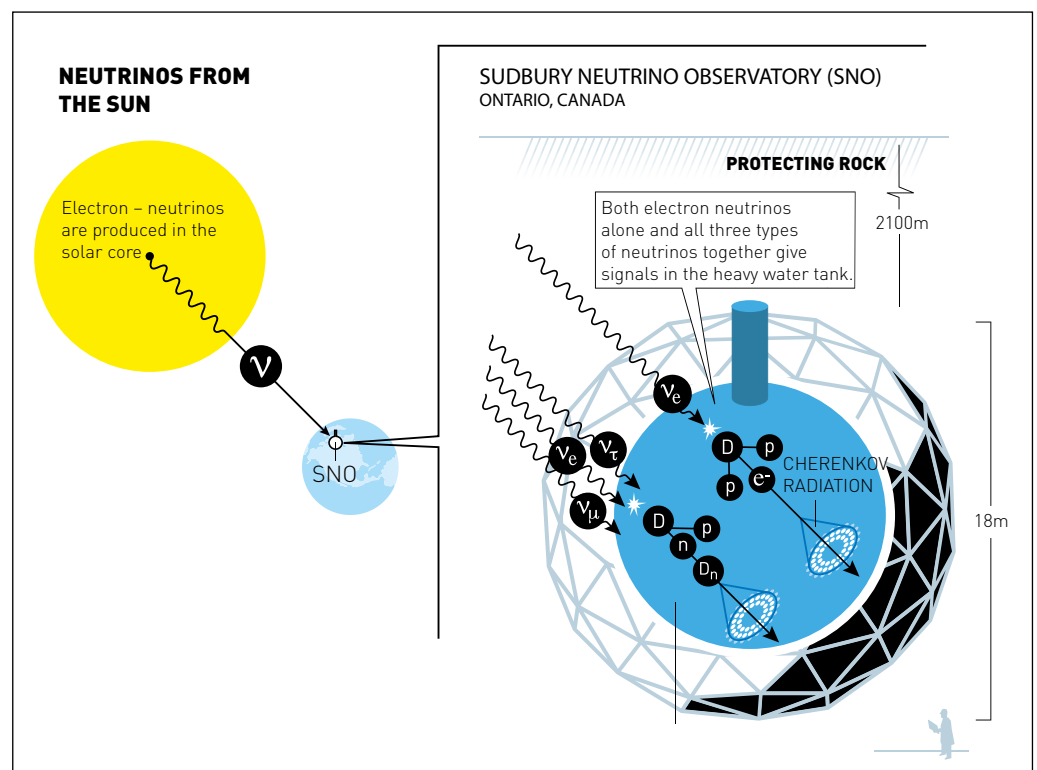 NEUTRINOS FROM
THE SUN
Electron – neutrinos
are produced in the
solar core
ν
SNO
SUDBURY NEUTRINO OBSERVATORY (SNO)
ONTARIO, CANADA
PROTECTING ROCK
2100m
Both electron neutrinos
alone and all three types
of neutrinos together give
signals in the heavy water tank.
νe
D
p
p
e-
CHERENKOV
RADIATION
νe
ντ
νμ
D
p
n
Dn
18m